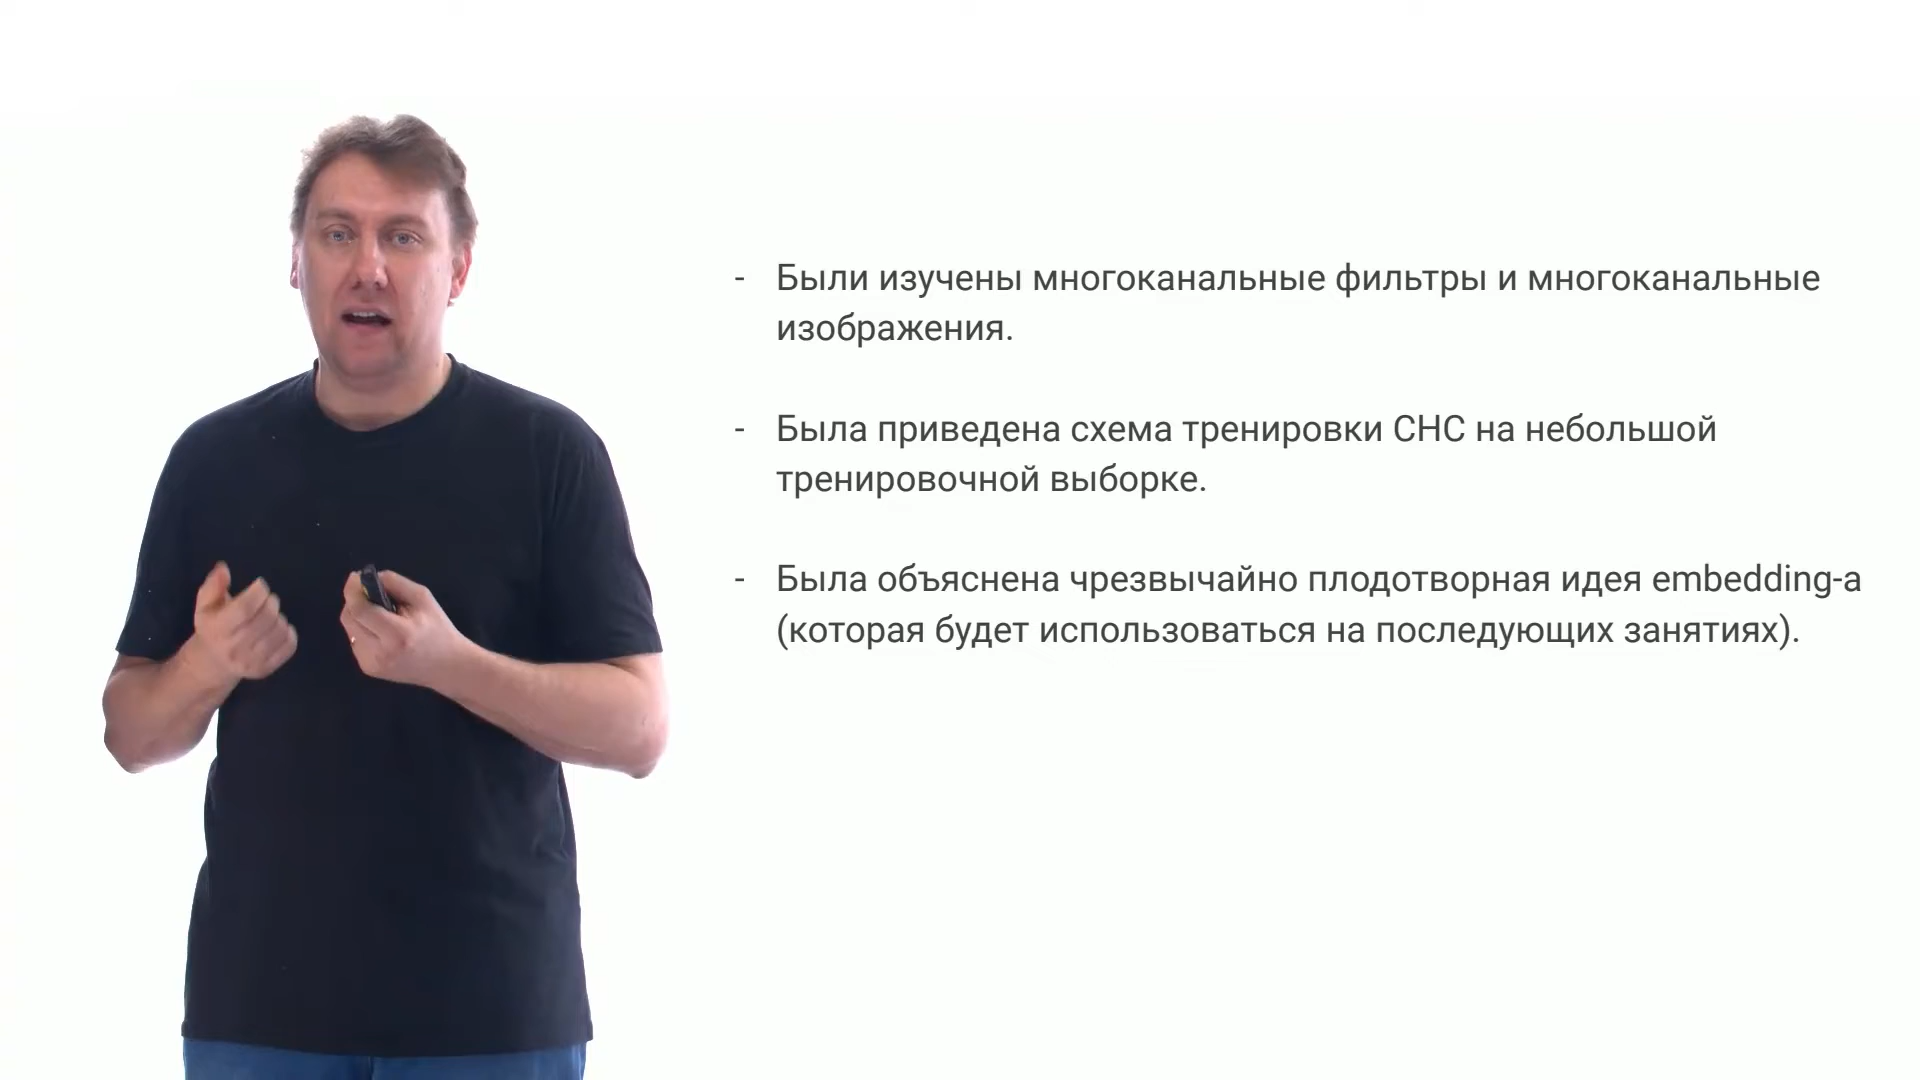 - Были изучены многоканальные фильтры и многоканальные
изображения.
- Была приведена схема тренировки СНС на небольшой
тренировочной выборке.
- Была объяснена чрезвычайно плодотворная идея embedding-а
(которая будет использоваться на последующих занятиях).